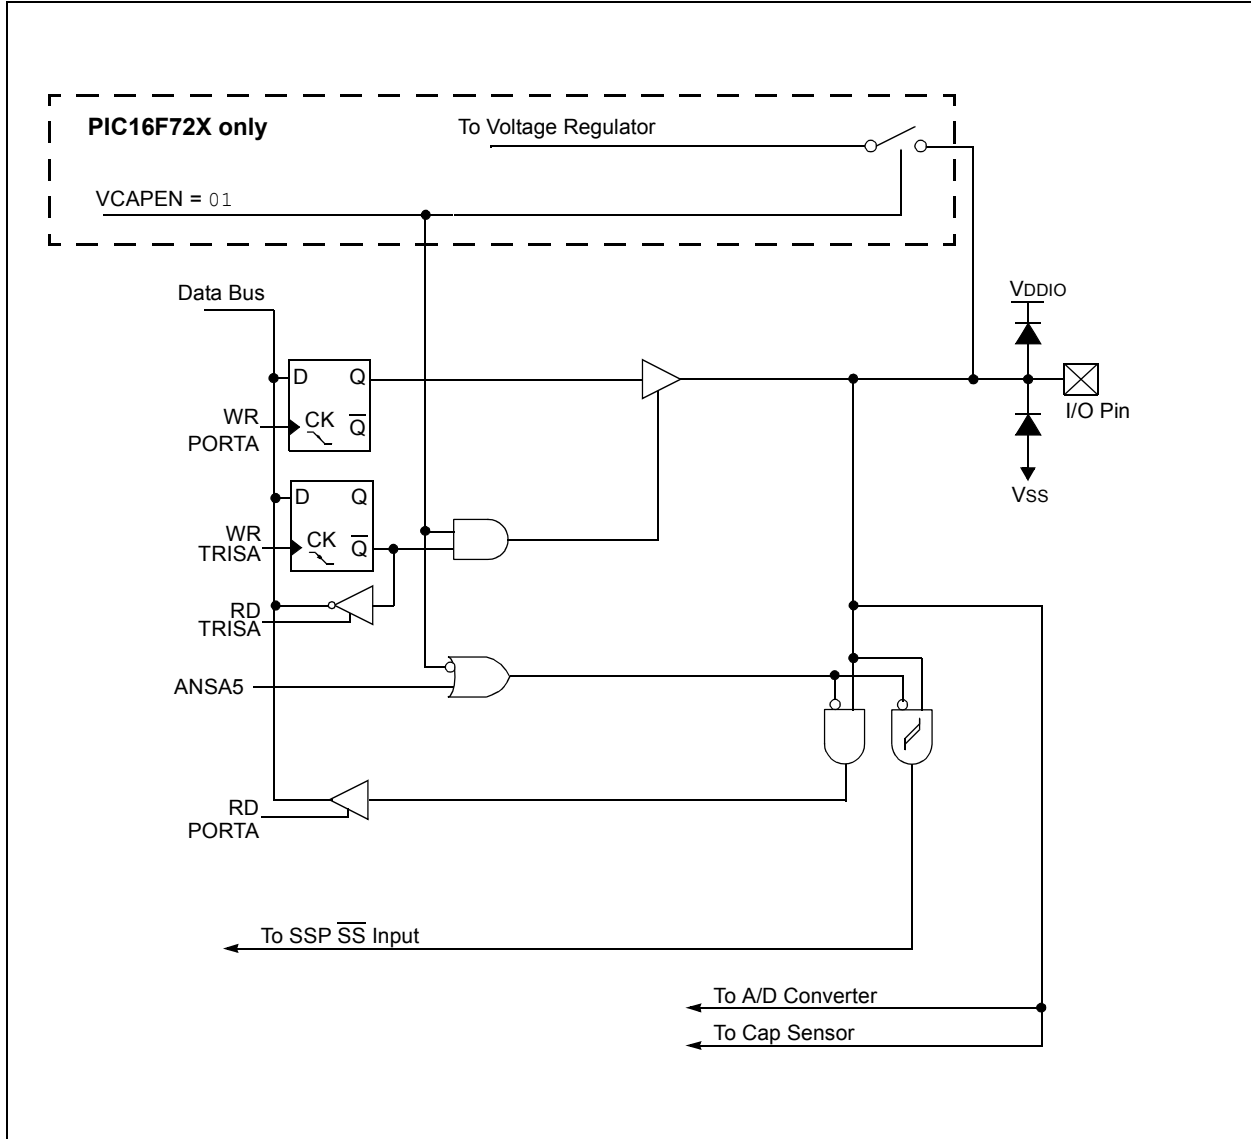 PIC16F72X only
To Voltage Regulator
VCAPEN = 01
Data Bus
VDDIO
D Q
WR
PORTA
CK Q
I/O Pin
D Q
VSS
WR
TRISA
CK Q
RD
TRISA
ANSA5
RD
PORTA
To SSP SS Input
To A/D Converter
To Cap Sensor